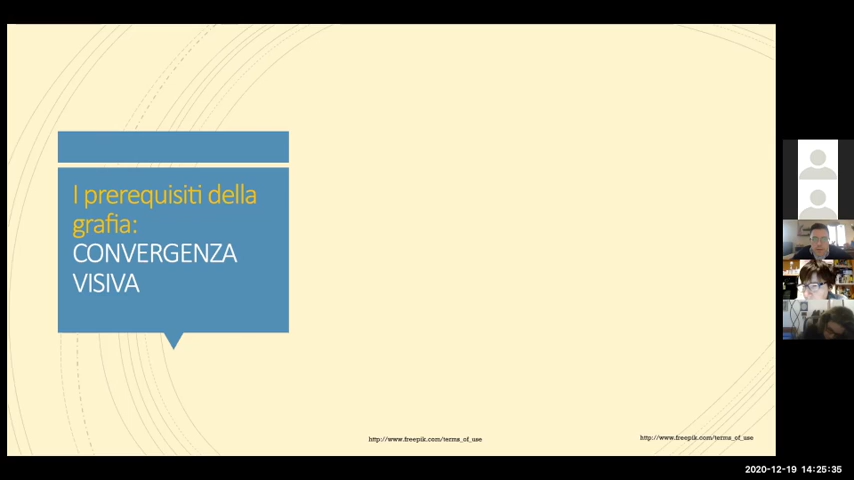 I prerequisiti della
grafia:
CONVERGENZA
VISIVA
http://www.freepik.com/terms_of_use
http://www.freepik.com/terms_of_use
2020-12-19 14:25:35